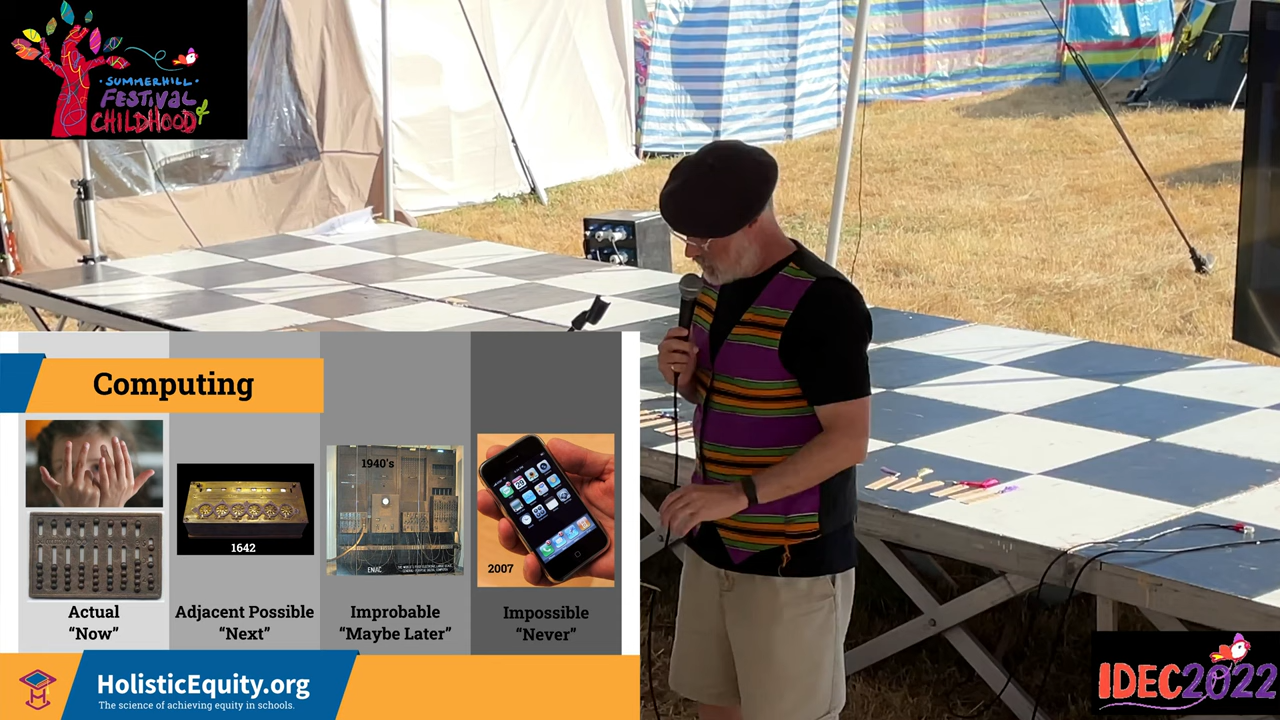 SUMMERHILL
FESTIVAL
of
CHILDHOOD
Computing
1940's
1642
ENIAC
2007
Actual
“Now”
Adjacent Possible
“Next”
Improbable
“Maybe Later”
Impossible
“Never”
HolisticEquity.org
The science of achieving equity in schools.
IDEC2022